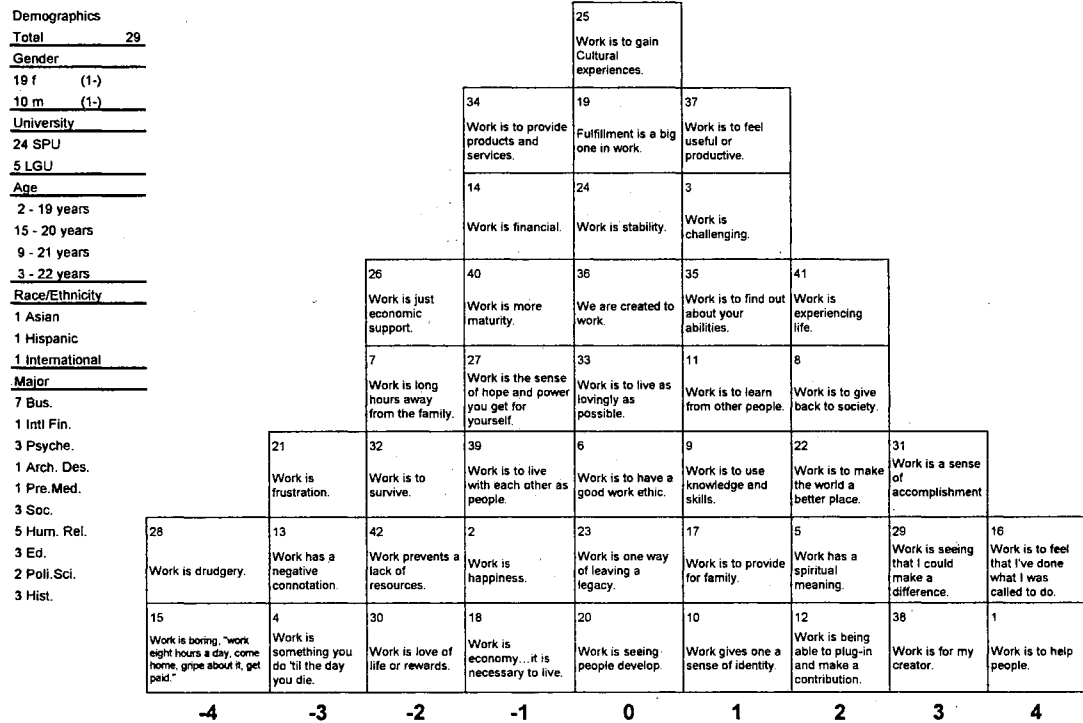 Demographics
Total 29
Gender
19 f (1-)
10 m (1-)
University
24 SPU
5 LGU
Age
2 - 19 years
15 - 20 years
9 - 21 years
3 - 22 years
Race/Ethnicity
1 Asian
1 Hispanic
1 International
Major
7 Bus.
1 Intl Fin.
3 Psyche.
1 Arch. Des.
1 Pre.Med.
3 Soc.
5 Hum. Rel.
3 Ed.
2 Poli.Sci.
3 Hist.
25
Work is to gain
Cultural
experiences.
34
Work is to provide
products and
services.
19
Fulfillment is a big
one in work.
37
Work is to feel
useful or
productive.
14
Work is financial.
24
Work is stability.
3
Work is
challenging.
26
Work is just
economic
support.
40
Work is more
maturity.
36
We are created to
work.
35
Work is to find out
about your
abilities.
41
Work is
experiencing
life.
7
Work is long
hours away
from the family.
27
Work is the sense
of hope and power
you get for
yourself.
33
Work is to live as
lovingly as
possible.
11
Work is to learn
from other people.
8
Work is to give
back to society.
21
Work is
frustration.
32
Work is to
survive.
39
Work is to live
with each other as
people.
6
Work is to have a
good work ethic.
9
Work is to use
knowledge and
skills.
22
Work is to make
the world a
better place.
31
Work is a sense
of
accomplishment
28
Work is drudgery.
13
Work has a
negative
connotation.
42
Work prevents a
lack of
resources.
2
Work is
happiness.
23
Work is one way
of leaving a
legacy.
17
Work is to provide
for family.
5
Work has a
spiritual
meaning.
29
Work is seeing
that I could
make a
difference.
16
Work is to feel
that I've done
what I was
called to do.
15
Work is boring, "work
eight hours a day, come
home, gripe about it, get
paid."
4
Work is
something you
do 'til the day
you die.
30
Work is love of
life or rewards.
18
Work is
economy...it is
necessary to live.
20
Work is seeing
people develop.
10
Work gives one a
sense of identity.
12
Work is being
able to plug-in
and make a
contribution.
38
Work is for my
creator.
1
Work is to help
people.
-4 -3 -2 -1 0 1 2 3 4